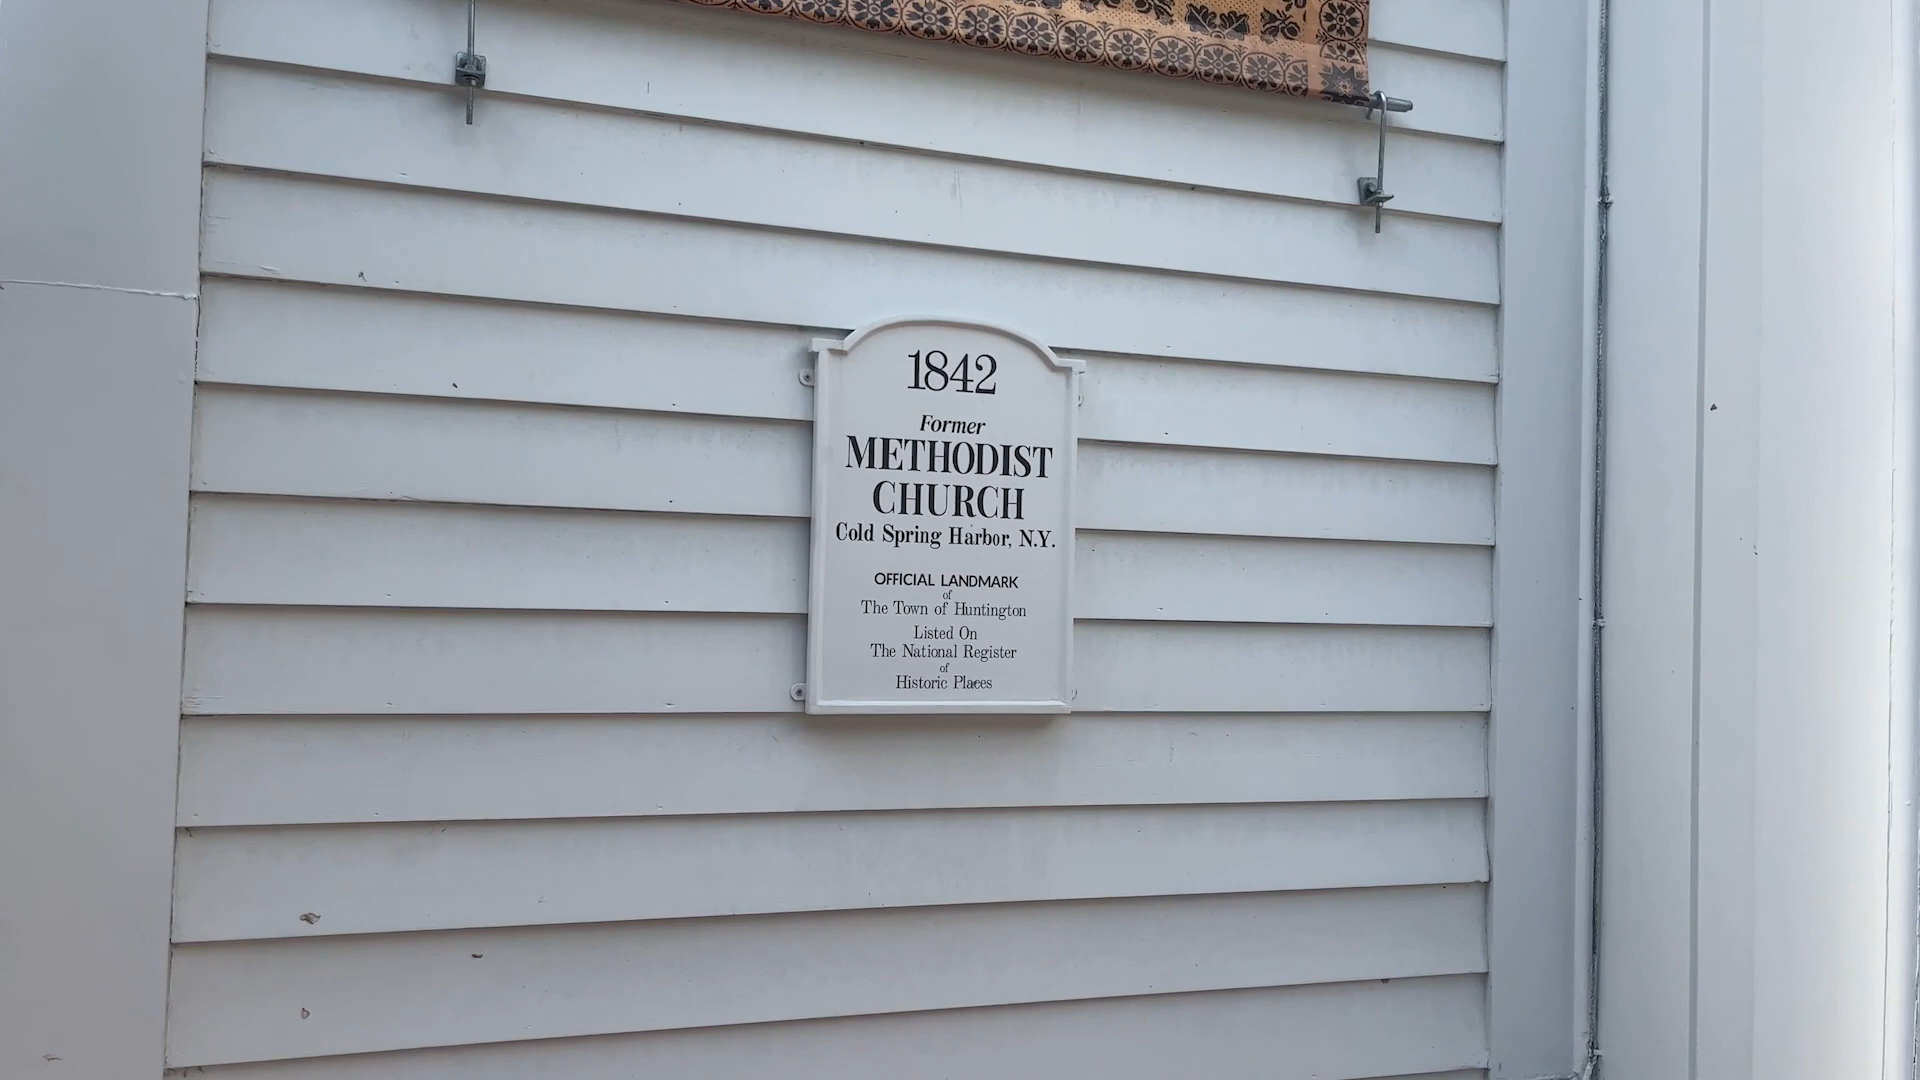 1842
Former
METHODIST
CHURCH
Cold Spring Harbor, N.Y.
OFFICIAL LANDMARK
of
The Town of Huntington
Listed On
The National Register
of
Historic Places